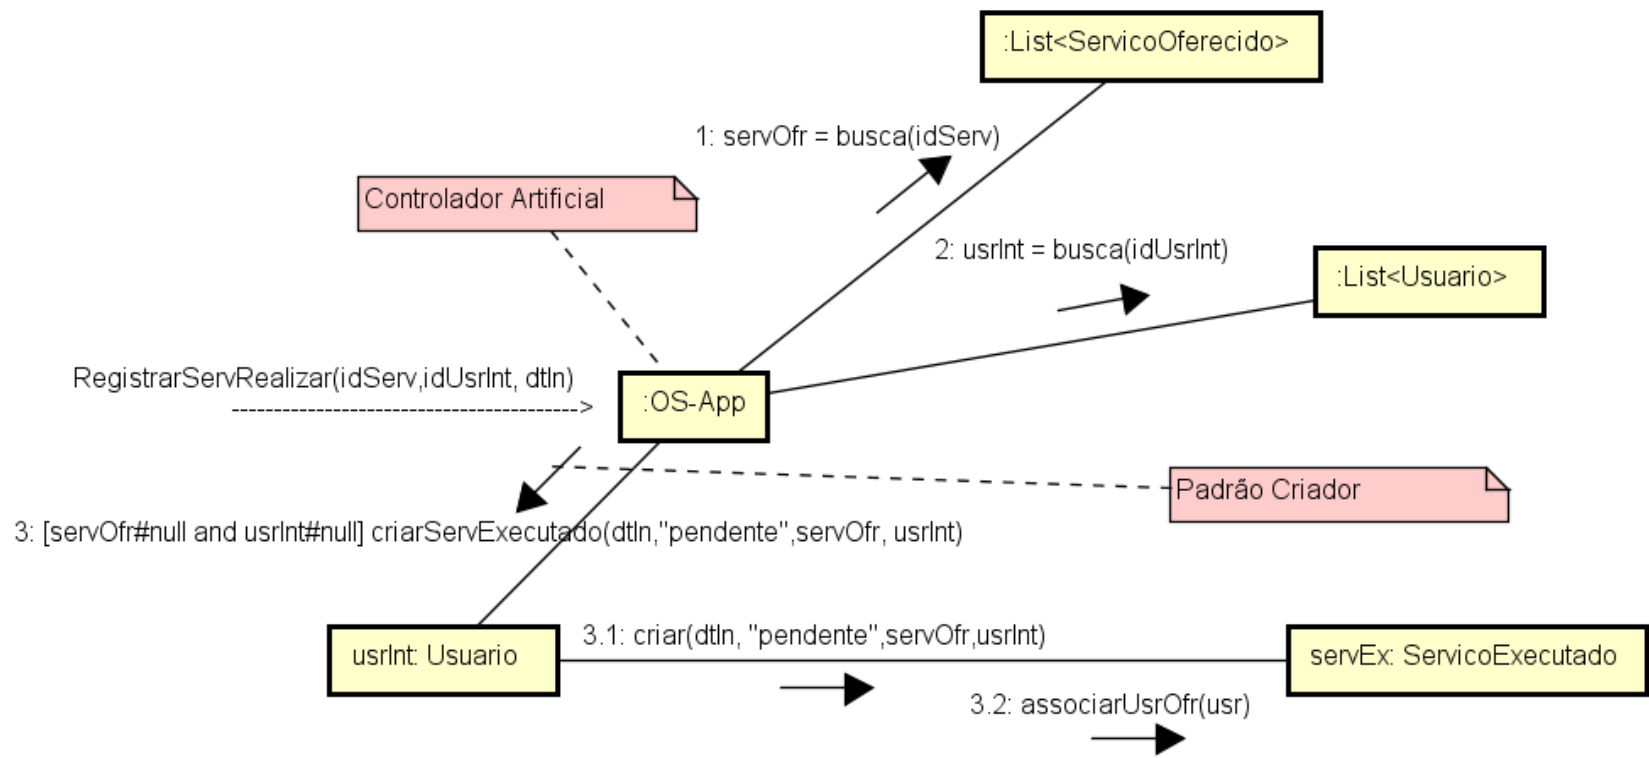 :List<ServicoOferecido>
1: servOfr = busca(idServ)
Controlador Artificial
2: usrInt = busca(idUsrInt)
:List<Usuario>
RegistrarServRealizar(idServ,idUsrInt, dtIn)
:OS-App
Padrão Criador
3: [servOfr#null and usrInt#null] criarServExecutado(dtIn,"pendente",servOfr, usrInt)
3.1: criar(dtIn, "pendente",servOfr,usrInt)
usrInt: Usuario
servEx: ServicoExecutado
3.2: associarUsrOfr(usr)